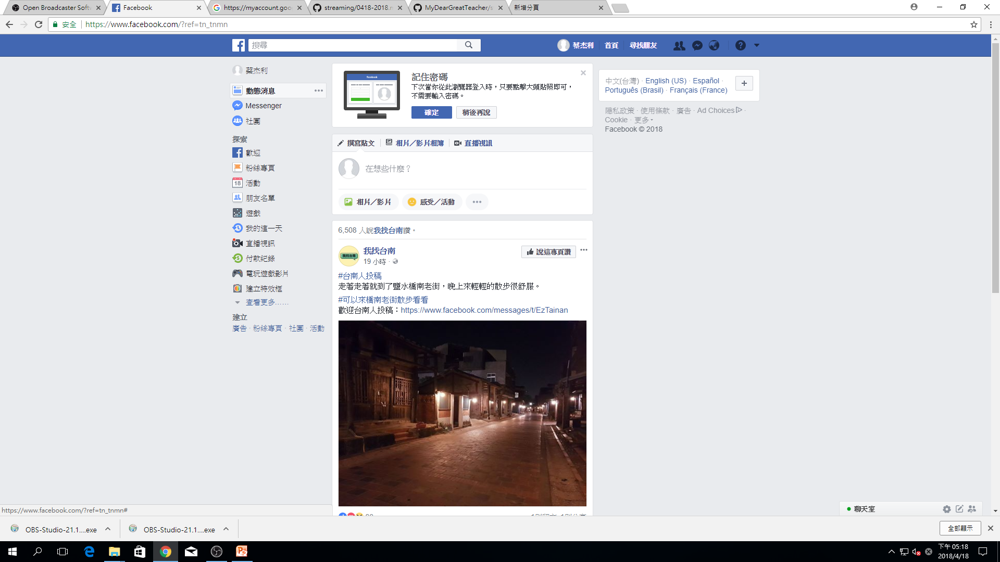 Open Broadcaster Softw
Facebook
https://myaccount.goo
streaming/0418-2018.m
MyDearGreatTeacher/s
新增分頁
安全
https://www.facebook.com/?ref=tn_tnmn
搜尋
蔡杰利
首頁
尋找朋友
蔡杰利
動態消息
Messenger
社團
探索
歡迎
粉絲專頁
18
活動
朋友名單
遊戲
我的這一天
直播視訊
付款紀錄
電玩遊戲影片
建立特效框
查看更多……
建立
廣告 · 粉絲專頁 · 社團 · 活動
facebook
記住密碼
下次當你從此瀏覽器登入時，只要點擊大頭貼照即可，
不需要輸入密碼。
確定
稍後再說
撰寫貼文
相片／影片相簿
直播視訊
在想些什麼？
相片／影片
感受／活動
6,508 人說我找台南讚。
我找台南
我找台南
19 小時 ·
說這專頁讚
#台南人投稿
走著走著就到了鹽水橋南老街，晚上來輕輕的散步很舒服。
#可以來橋南老街散步看看
歡迎台南人投稿：https://www.facebook.com/messages/t/EzTainan
中文(台灣) · English (US) · Español ·
Português (Brasil) · Français (France)
隱私政策 · 使用條款 · 廣告 · Ad Choices ·
Cookie · 更多
Facebook © 2018
聊天室
https://www.facebook.com/?ref=tn_tnmn#
OBS-Studio-21.1....exe
OBS-Studio-21.1....exe
全部顯示
下午 05:18
2018/4/18